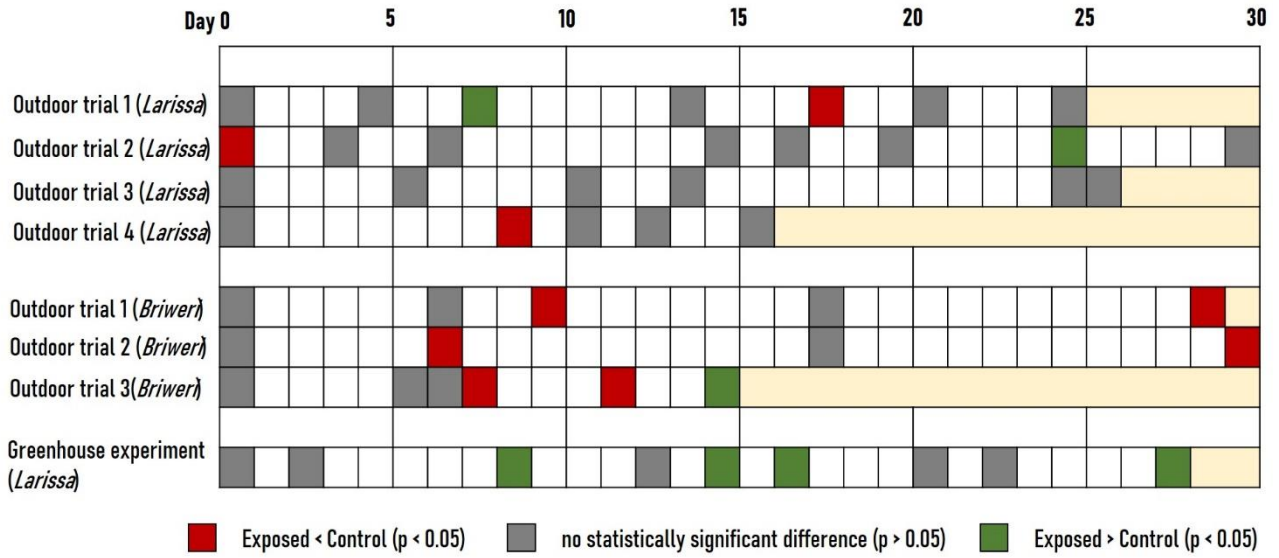 Day 0 5 10 15 20 25 30
Outdoor trial 1 (Larissa)
Outdoor trial 2 (Larissa)
Outdoor trial 3 (Larissa)
Outdoor trial 4 (Larissa)
Outdoor trial 1 (Briweri)
Outdoor trial 2 (Briweri)
Outdoor trial 3(Briweri)
Greenhouse experiment
(Larissa)
Exposed < Control (p < 0.05) no statistically significant difference (p > 0.05) Exposed > Control (p < 0.05)